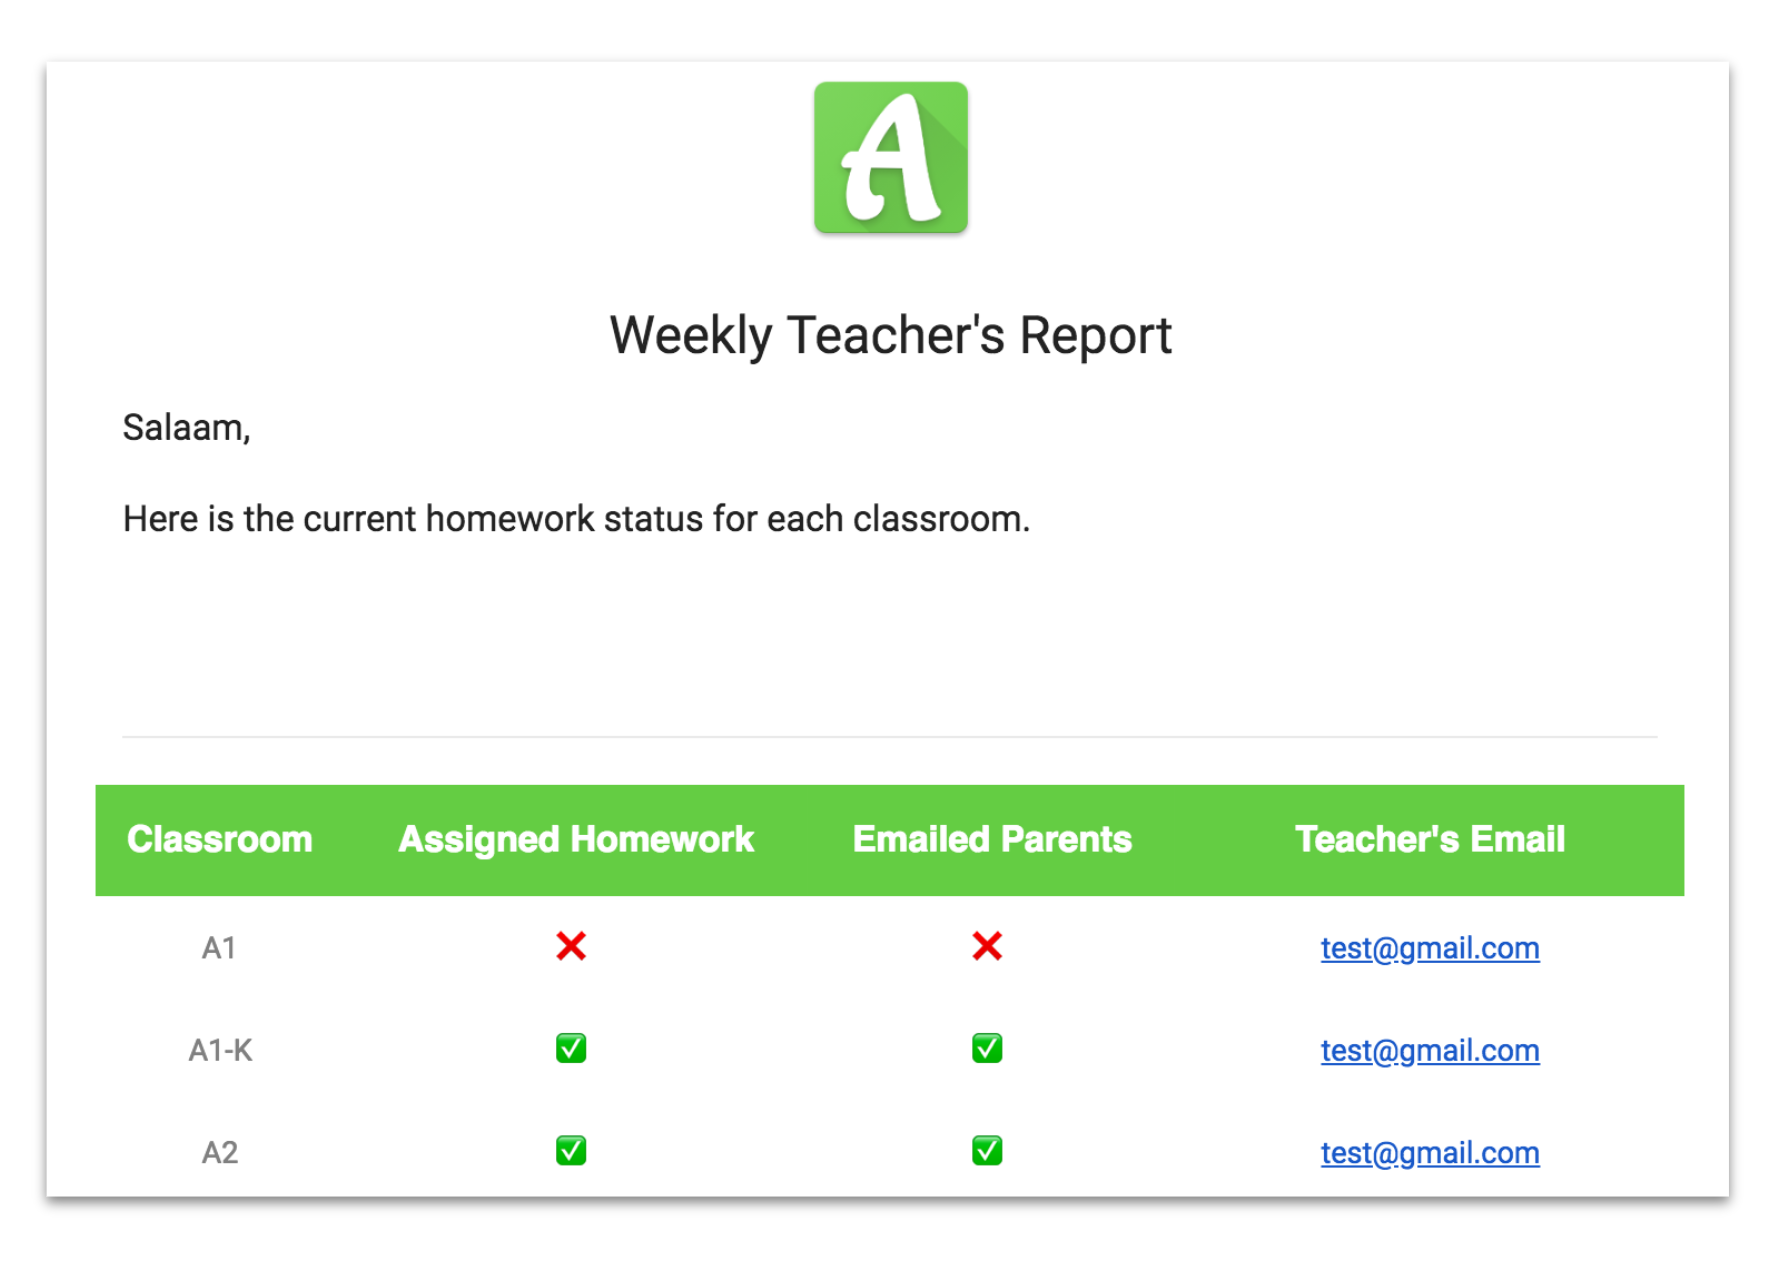 A
Weekly Teacher's Report
Salaam,
Here is the current homework status for each classroom.
Classroom Assigned Homework Emailed Parents Teacher's Email
A1 ❌ ❌ test@gmail.com
A1-K ✅ ✅ test@gmail.com
A2 ✅ ✅ test@gmail.com